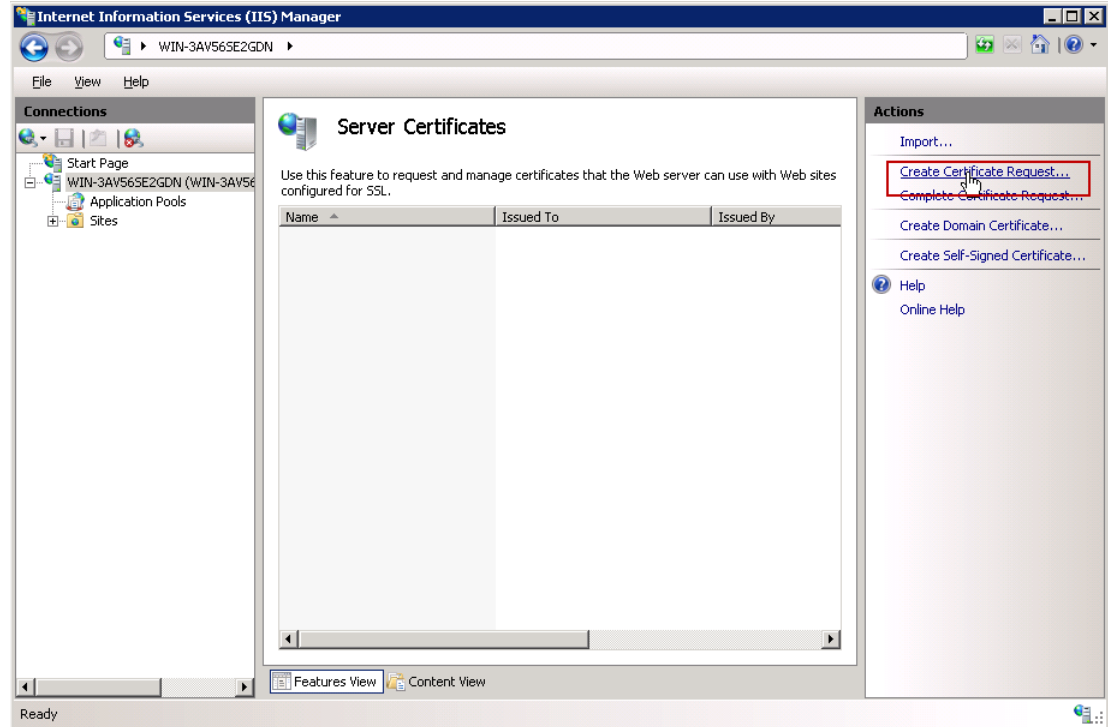 Internet Information Services (IIS) Manager
WIN-3AV56SE2GDN
File View Help
Connections
Start Page
WIN-3AV56SE2GDN (WIN-3AV56
Application Pools
Sites
Server Certificates
Use this feature to request and manage certificates that the Web server can use with Web sites
configured for SSL.
Name Issued To Issued By
Features View Content View
Actions
Import...
Create Certificate Request...
Complete Certificate Request...
Create Domain Certificate...
Create Self-Signed Certificate...
Help
Online Help
Ready